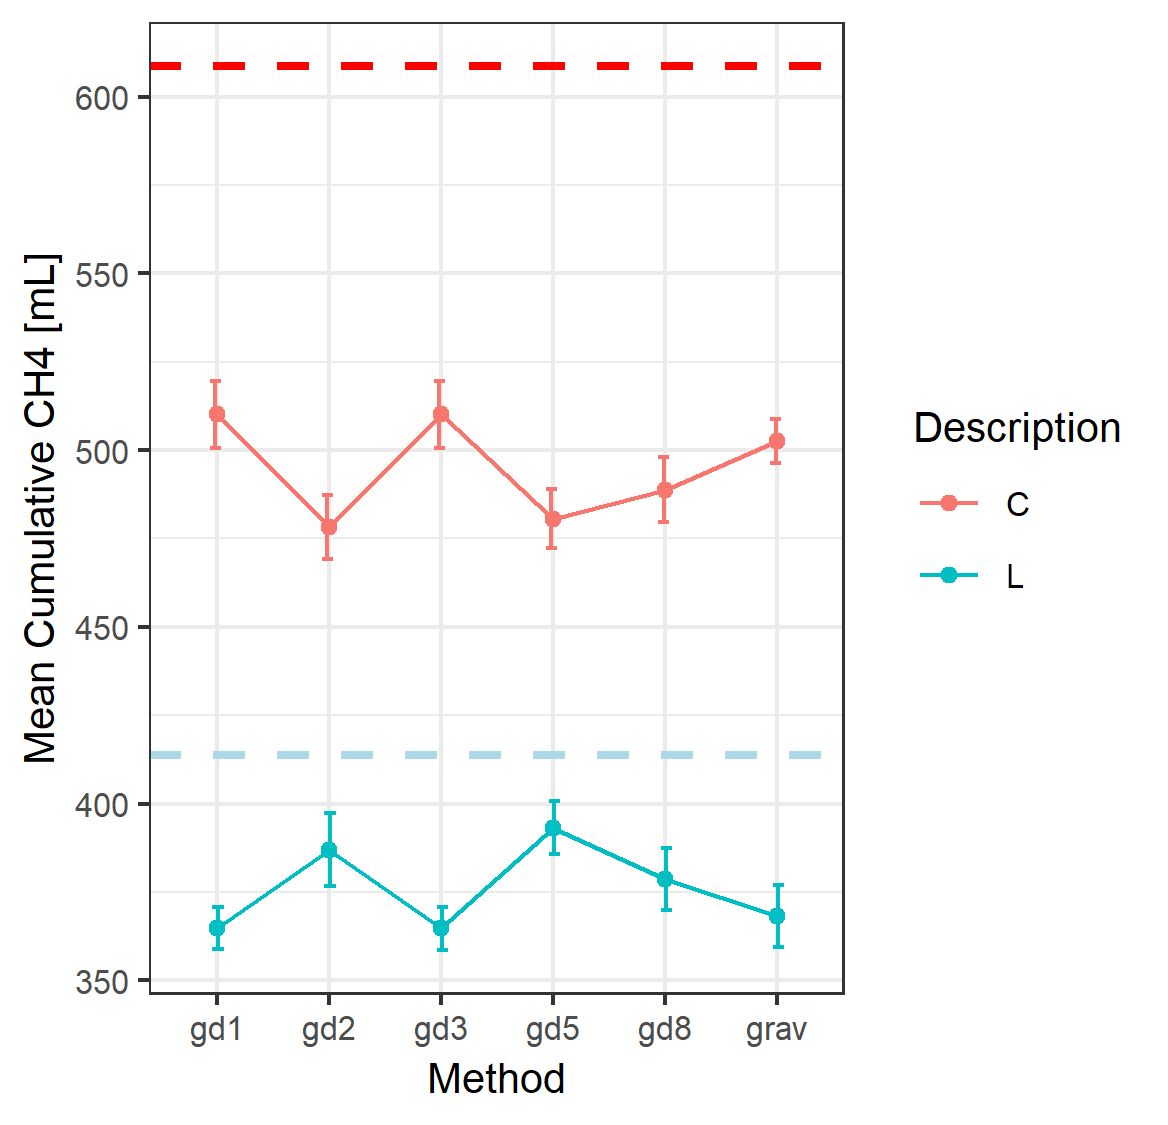 Mean Cumulative CH4 [mL]
600
550
500
450
400
350
gd1 gd2 gd3 gd5 gd8 grav
Method
Description
C
L